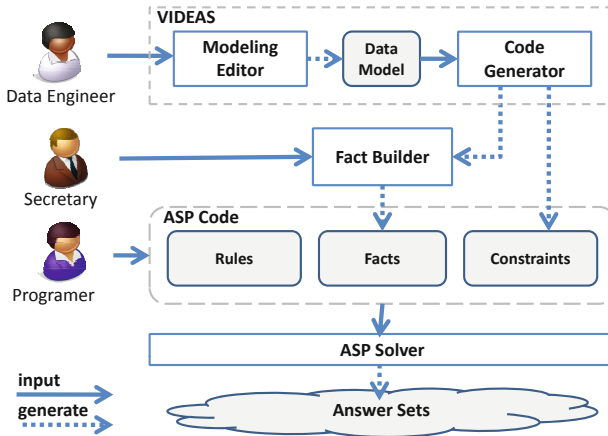 VIDEAS
Modeling
Editor
Data
Model
Code
Generator
Data Engineer
Fact Builder
Secretary
ASP Code
Rules
Facts
Constraints
Programer
ASP Solver
input
generate
Answer Sets